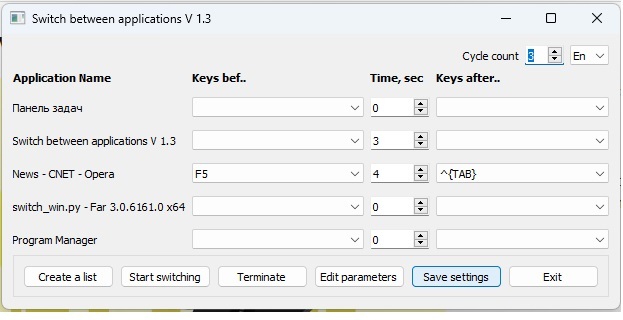 Switch between applications V 1.3
Cycle count 3 En
Application Name Keys bef.. Time, sec Keys after..
Панель задач 0
Switch between applications V 1.3 3
News - CNET - Opera F5 4 ^{TAB}
switch_win.py - Far 3.0.6161.0 x64 0
Program Manager 0
Create a list Start switching Terminate Edit parameters Save settings Exit